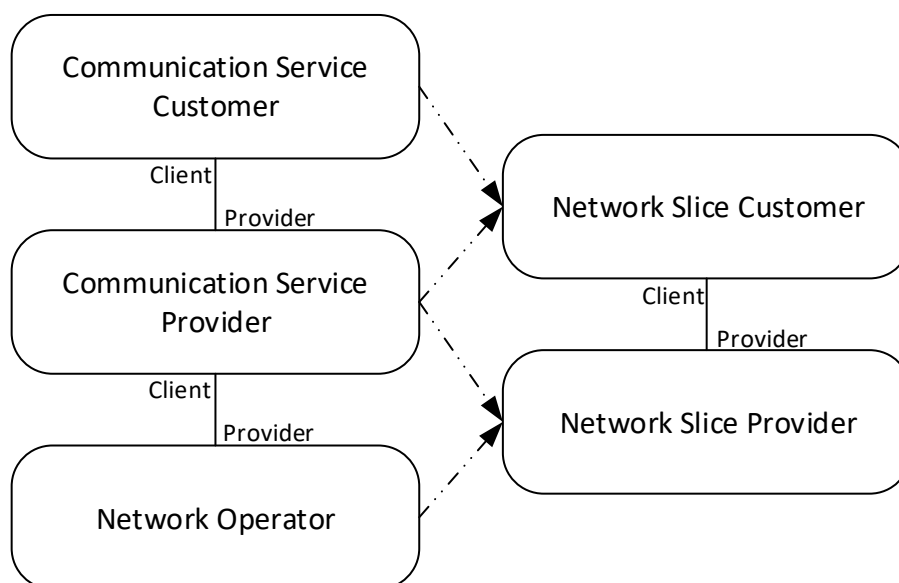 Communication Service
Customer
Client
Provider
Communication Service
Provider
Client
Provider
Network Operator
Network Slice Customer
Client
Provider
Network Slice Provider